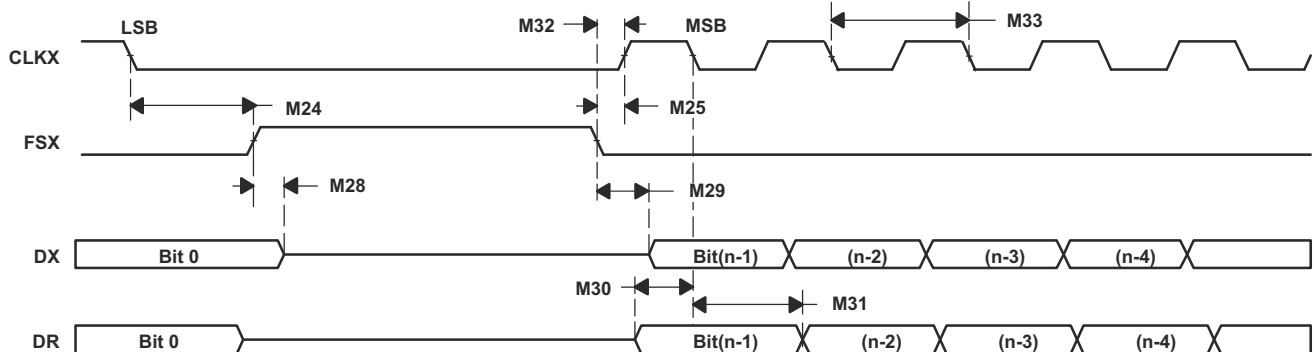 LSB
M32
MSB
M33
CLKX
M24
M25
FSX
M28
M29
DX
Bit 0
Bit(n-1)
(n-2)
(n-3)
(n-4)
M30
M31
DR
Bit 0
Bit(n-1)
(n-2)
(n-3)
(n-4)